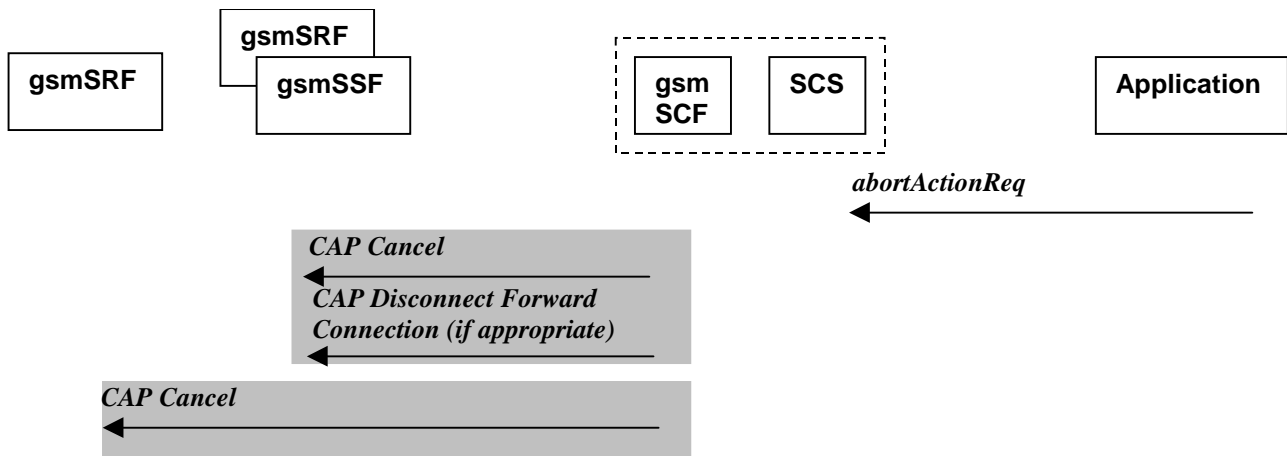 gsmSRF
gsmSRF
gsmSSF
gsm
SCF
SCS
Application
abortActionReq
CAP Cancel
CAP Disconnect Forward
Connection (if appropriate)
CAP Cancel